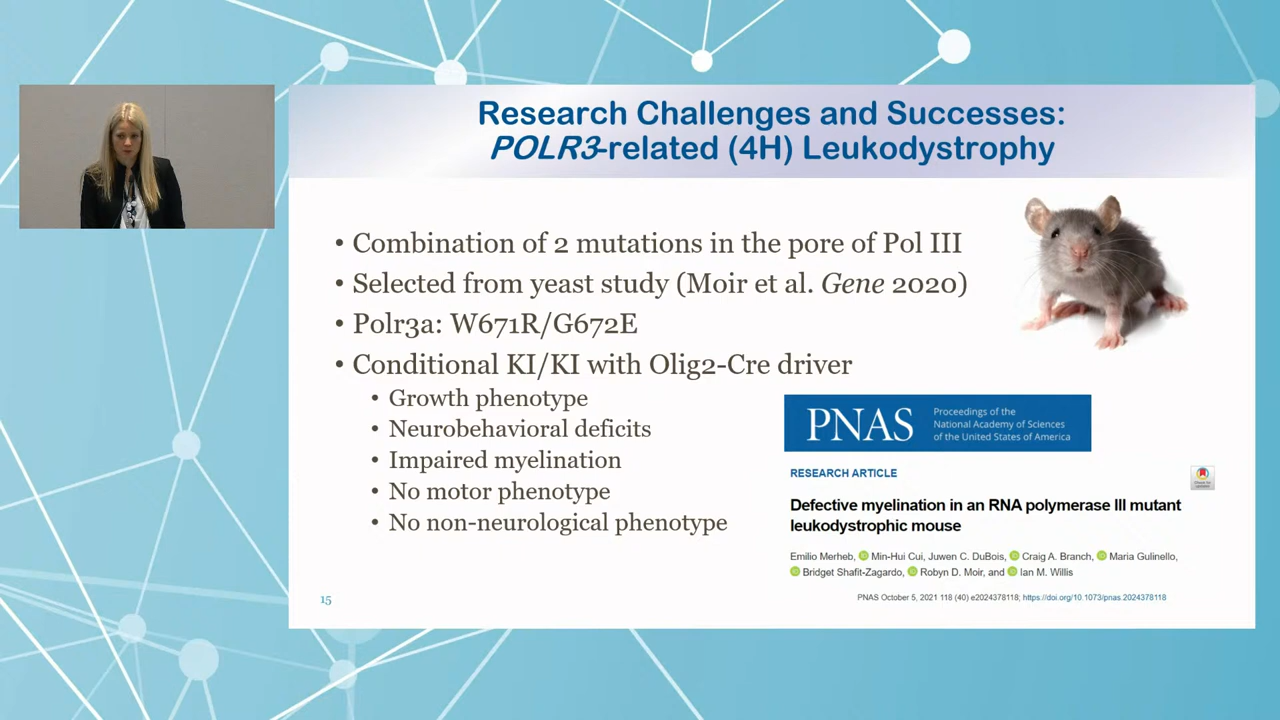 Research Challenges and Successes:
POLR3-related (4H) Leukodystrophy
• Combination of 2 mutations in the pore of Pol III
• Selected from yeast study (Moir et al. Gene 2020)
• Polr3a: W671R/G672E
• Conditional KI/KI with Olig2-Cre driver
• Growth phenotype
• Neurobehavioral deficits
• Impaired myelination
• No motor phenotype
• No non-neurological phenotype
PNAS
Proceedings of the
National Academy of Sciences
of the United States of America
RESEARCH ARTICLE
Defective myelination in an RNA polymerase III mutant
leukodystrophic mouse
Emilio Merheb, Min-Hui Cui, Juwen C. DuBois, Craig A. Branch, Maria Gulinello,
Bridget Shafit-Zagardo, Robyn D. Moir, and Ian M. Willis
PNAS October 5, 2021 118 (40) e2024378118; https://doi.org/10.1073/pnas.2024378118
15